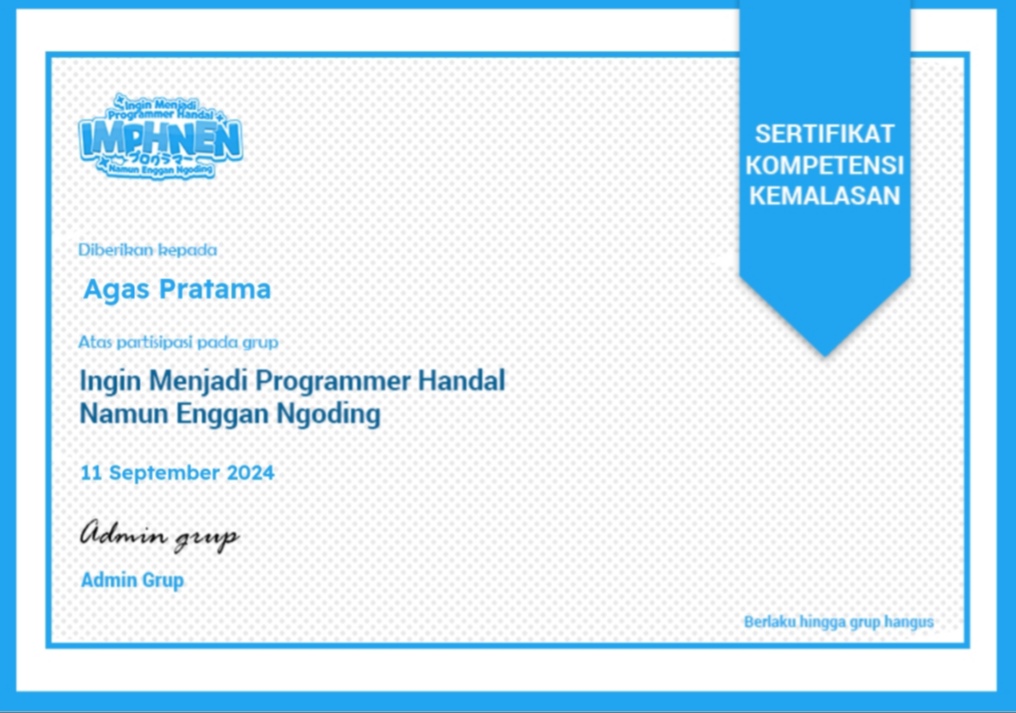 Ingin Menjadi
Programmer Handal
IMPHNEN
プログラマー
Namun Enggan Ngoding
SERTIFIKAT
KOMPETENSI
KEMALASAN
Diberikan kepada
Agas Pratama
Atas partisipasi pada grup
Ingin Menjadi Programmer Handal
Namun Enggan Ngoding
11 September 2024
Admin grup
Admin Grup
Berlaku hingga grup hangus